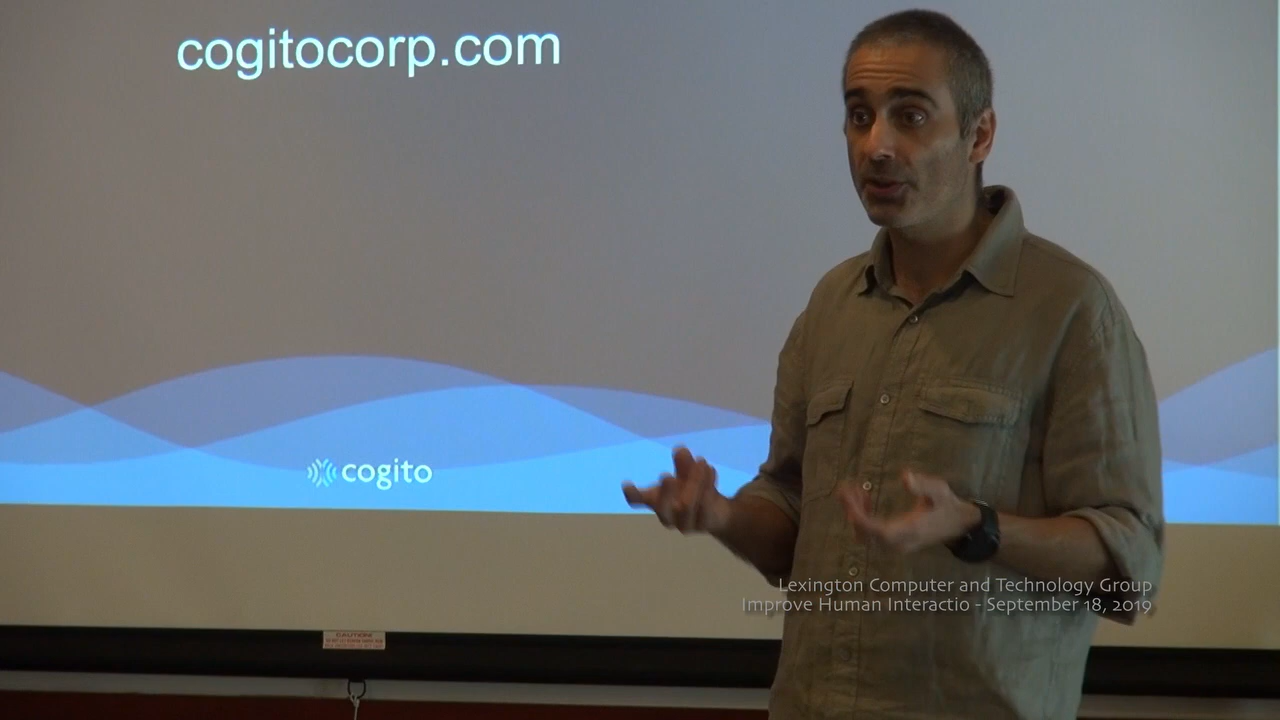 cogitocorp.com
cogito
Lexington Computer and Technology Group
Improve Human Interactio - September 18, 2019
CAUTION!